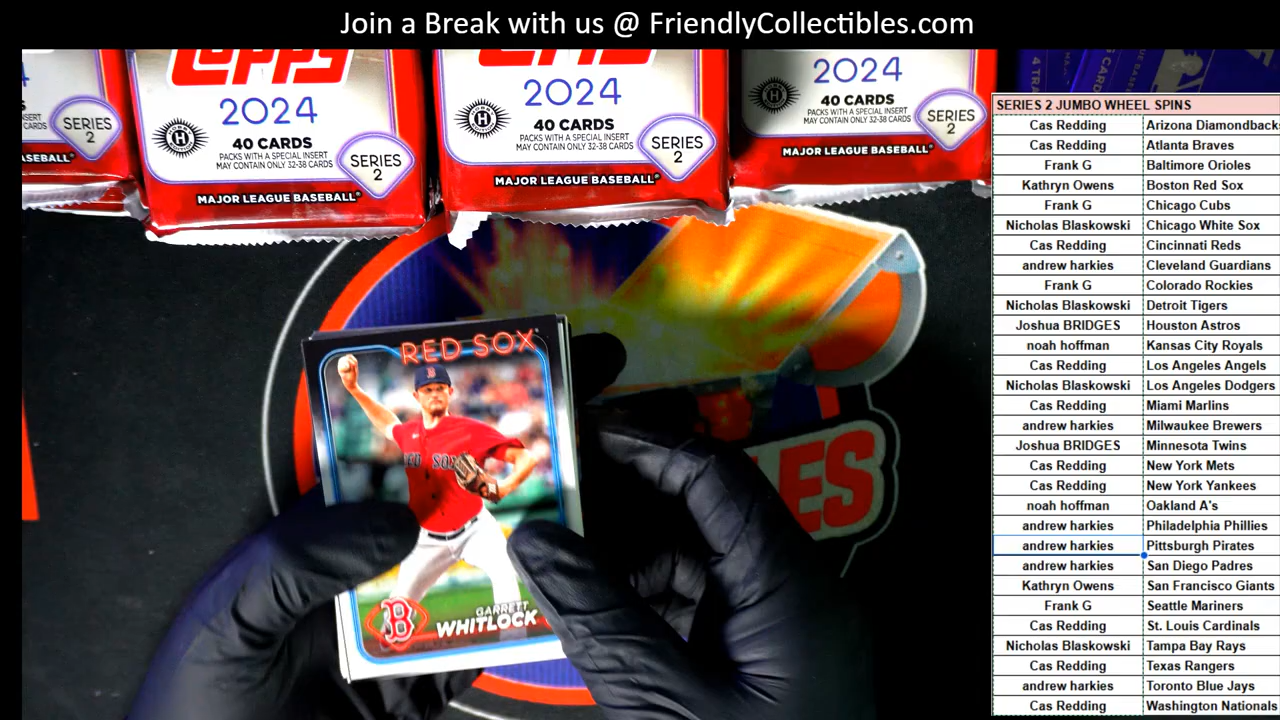 Join a Break with us @ FriendlyCollectibles.com
SERIES
2
Topps
2024
40 CARDS
PACKS WITH A SPECIAL INSERT
MAY CONTAIN ONLY 32-38 CARDS
SERIES
2
MAJOR LEAGUE BASEBALL
2024
40 CARDS
PACKS WITH A SPECIAL INSERT
MAY CONTAIN ONLY 32-38 CARDS
SERIES
2
MAJOR LEAGUE BASEBALL
2024
40 CARDS
PACKS WITH A SPECIAL INSERT
MAY CONTAIN ONLY 32-38 CARDS
SERIES
2
MAJOR LEAGUE BASEBALL
RED SOX
RED SOX
B
GARRETT
WHITLOCK
LES
SERIES 2 JUMBO WHEEL SPINS
Cas Redding Arizona Diamondback
Cas Redding Atlanta Braves
Frank G Baltimore Orioles
Kathryn Owens Boston Red Sox
Frank G Chicago Cubs
Nicholas Blaskowski Chicago White Sox
Cas Redding Cincinnati Reds
andrew harkies Cleveland Guardians
Frank G Colorado Rockies
Nicholas Blaskowski Detroit Tigers
Joshua BRIDGES Houston Astros
noah hoffman Kansas City Royals
Cas Redding Los Angeles Angels
Nicholas Blaskowski Los Angeles Dodgers
Cas Redding Miami Marlins
andrew harkies Milwaukee Brewers
Joshua BRIDGES Minnesota Twins
Cas Redding New York Mets
Cas Redding New York Yankees
noah hoffman Oakland A's
andrew harkies Philadelphia Phillies
andrew harkies Pittsburgh Pirates
andrew harkies San Diego Padres
Kathryn Owens San Francisco Giants
Frank G Seattle Mariners
Cas Redding St. Louis Cardinals
Nicholas Blaskowski Tampa Bay Rays
Cas Redding Texas Rangers
andrew harkies Toronto Blue Jays
Cas Redding Washington Nationals